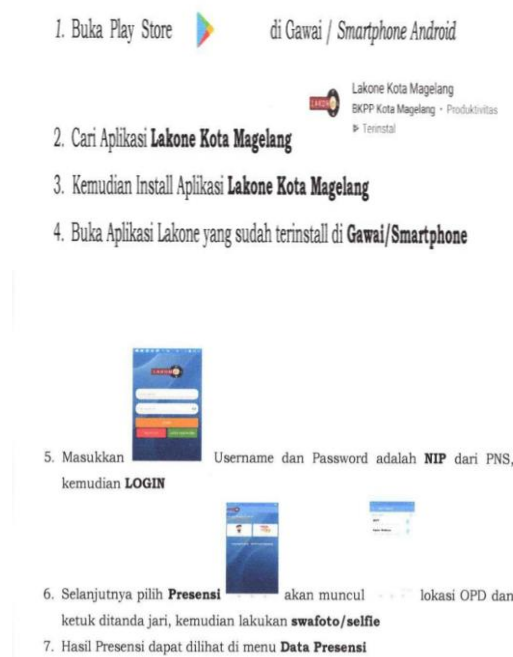 1. Buka Play Store di Gawai / Smartphone Android
Lakone Kota Magelang
BKPP Kota Magelang • Produktivitas
Terinstal
2. Cari Aplikasi Lakone Kota Magelang
3. Kemudian Install Aplikasi Lakone Kota Magelang
4. Buka Aplikasi Lakone yang sudah terinstall di Gawai/Smartphone
5. Masukkan Username dan Password adalah NIP dari PNS,
kemudian LOGIN
6. Selanjutnya pilih Presensi akan muncul lokasi OPD dan
ketuk ditanda jari, kemudian lakukan swafoto/selfie
7. Hasil Presensi dapat dilihat di menu Data Presensi